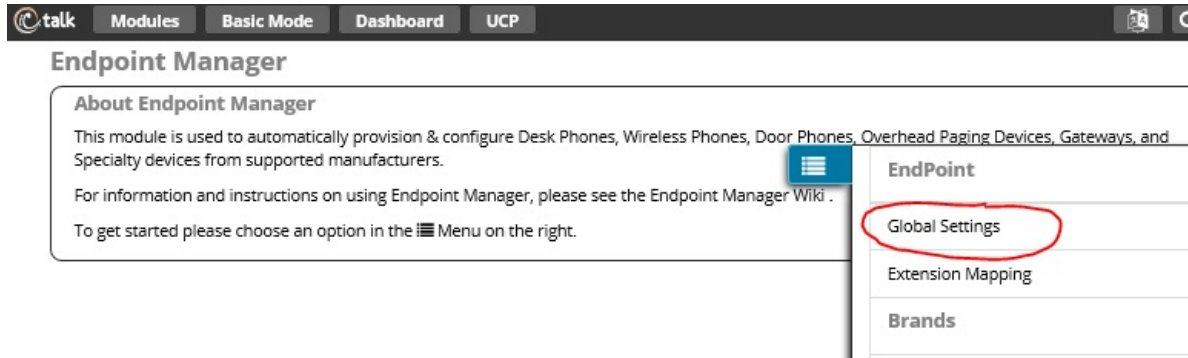 talk Modules Basic Mode Dashboard UCP
Endpoint Manager
About Endpoint Manager
This module is used to automatically provision & configure Desk Phones, Wireless Phones, Door Phones, Overhead Paging Devices, Gateways, and
Specialty devices from supported manufacturers.
For information and instructions on using Endpoint Manager, please see the Endpoint Manager Wiki .
To get started please choose an option in the Menu on the right.
EndPoint
Global Settings
Extension Mapping
Brands